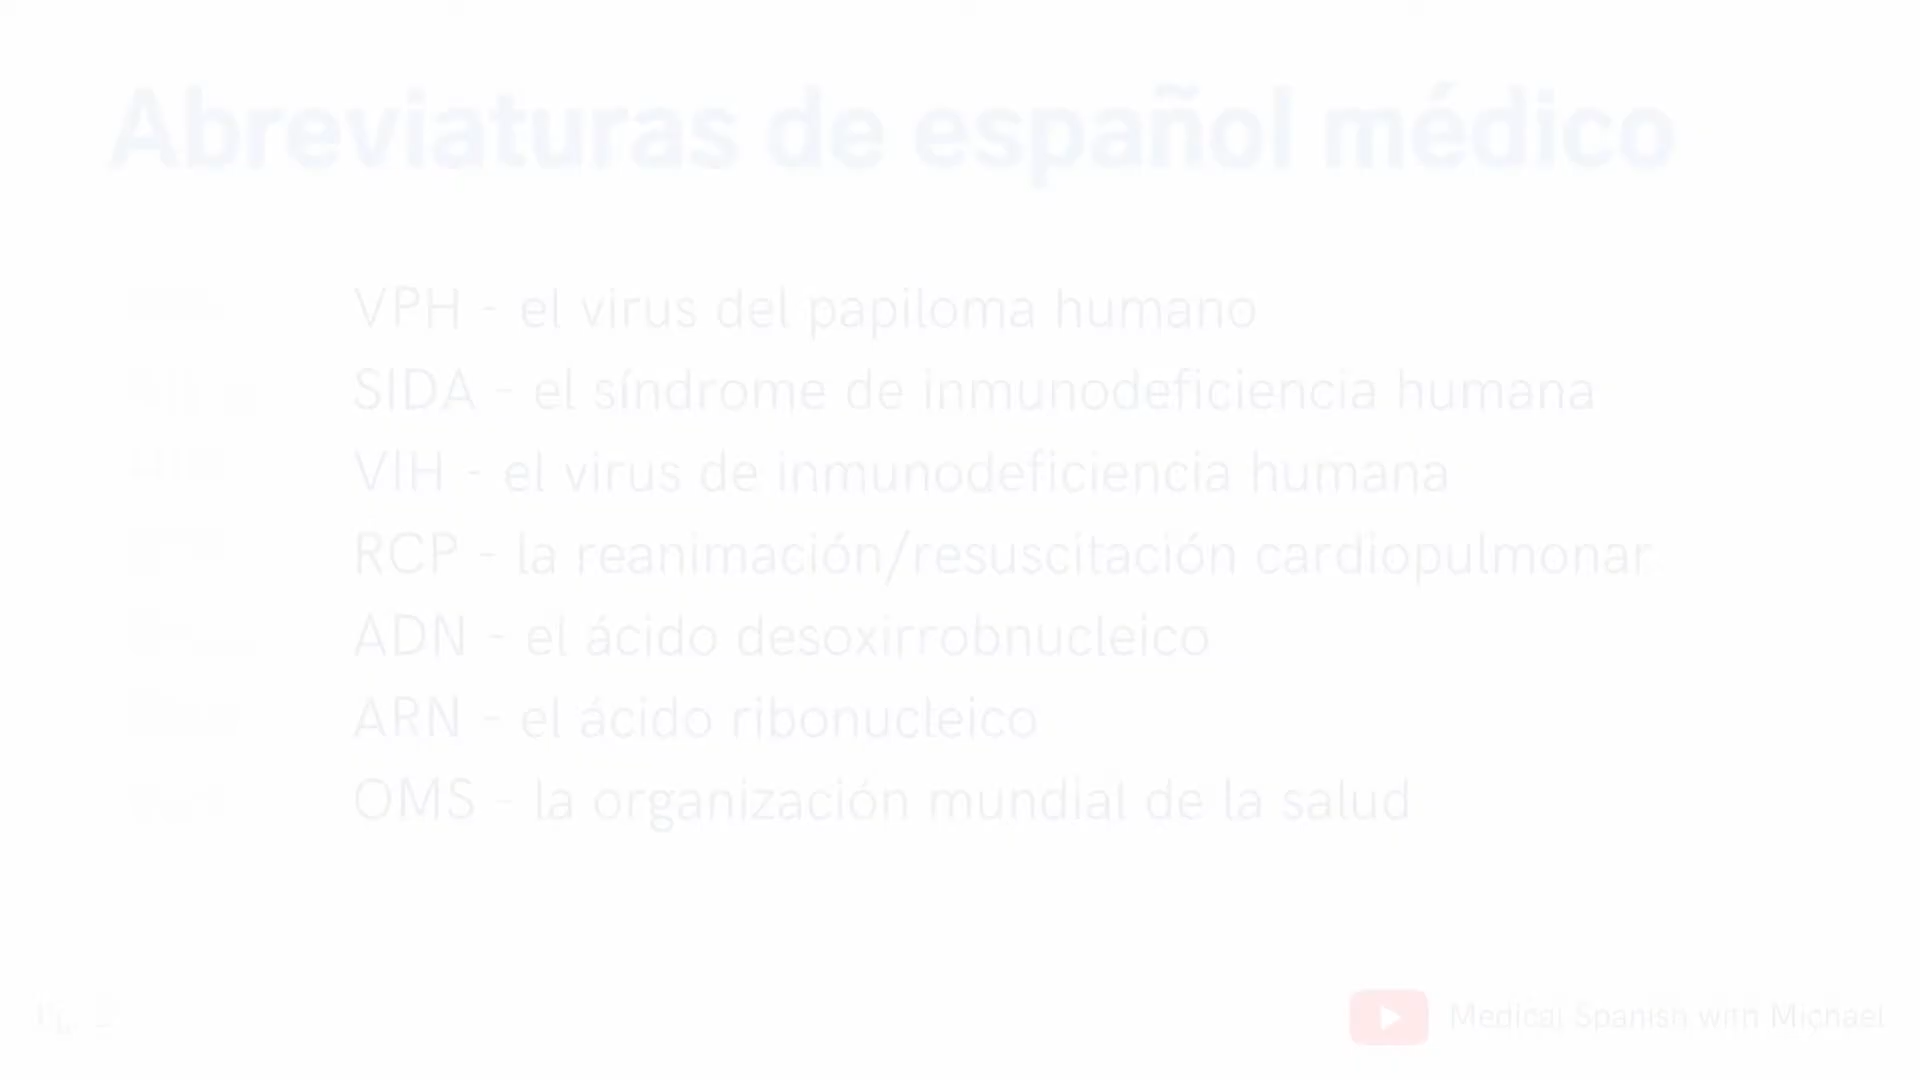 Abreviaturas de español médico
VPH - el virus del papiloma humano
SIDA - el síndrome de inmunodeficiencia humana
VIH - el virus de inmunodeficiencia humana
RCP - la reanimación/resuscitación cardiopulmonar
ADN - el ácido desoxirrobnucleico
ARN - el ácido ribonucleico
OMS - la organización mundial de la salud
Medical Spanish with Michael